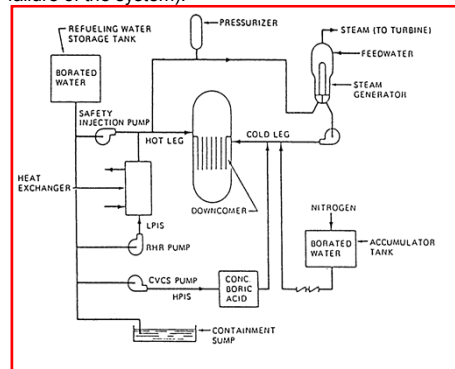 failure of the system).
REFUELING WATER
STORAGE TANK
PRESSURIZER
STEAM (TO TURBINE)
FEEDWATER
STEAM
GENERATOR
BORATED
WATER
SAFETY
INJECTION PUMP
HOT LEG
COLD LEG
HEAT
EXCHANGER
DOWNCOMER
LPIS
RHR PUMP
NITROGEN
BORATED
WATER
ACCUMULATOR
TANK
CVCS PUMP
HPIS
CONC.
BORIC
ACID
CONTAINMENT
SUMP